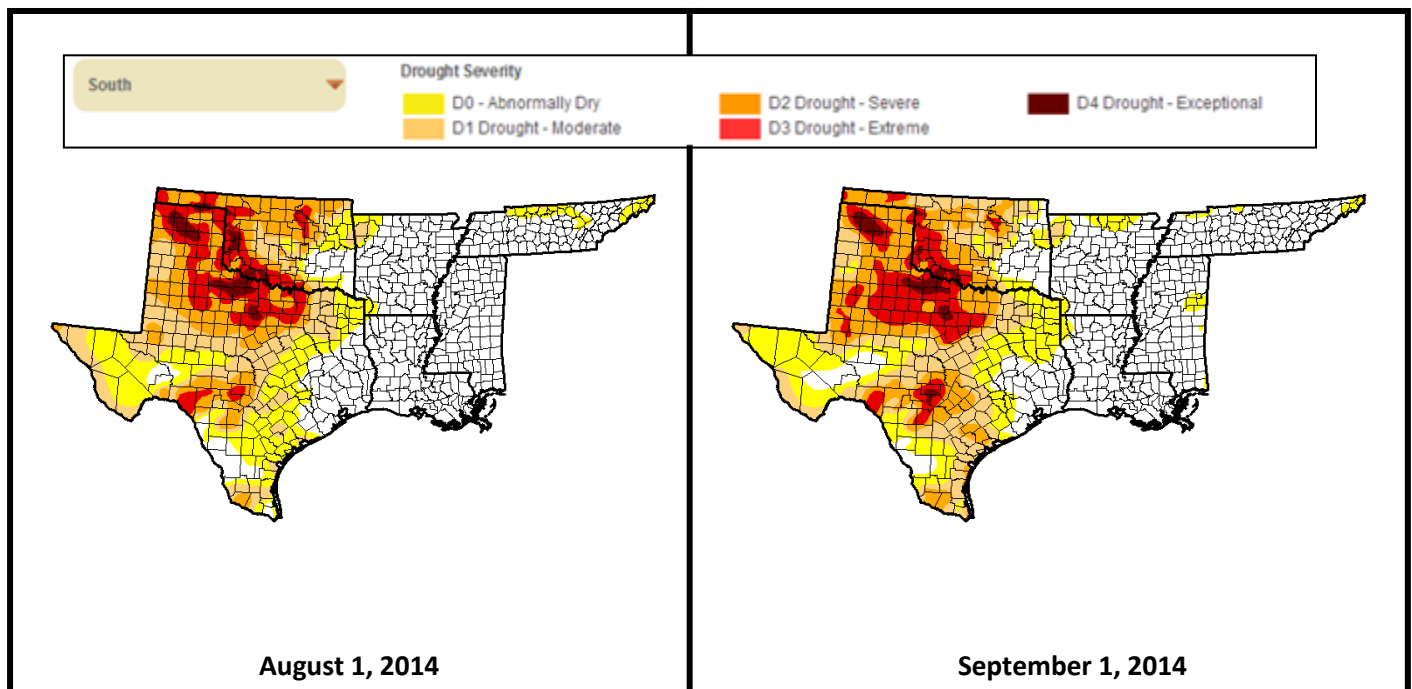 South
Drought Severity
D0 - Abnormally Dry
D1 Drought - Moderate
D2 Drought - Severe
D3 Drought - Extreme
D4 Drought - Exceptional
August 1, 2014
September 1, 2014